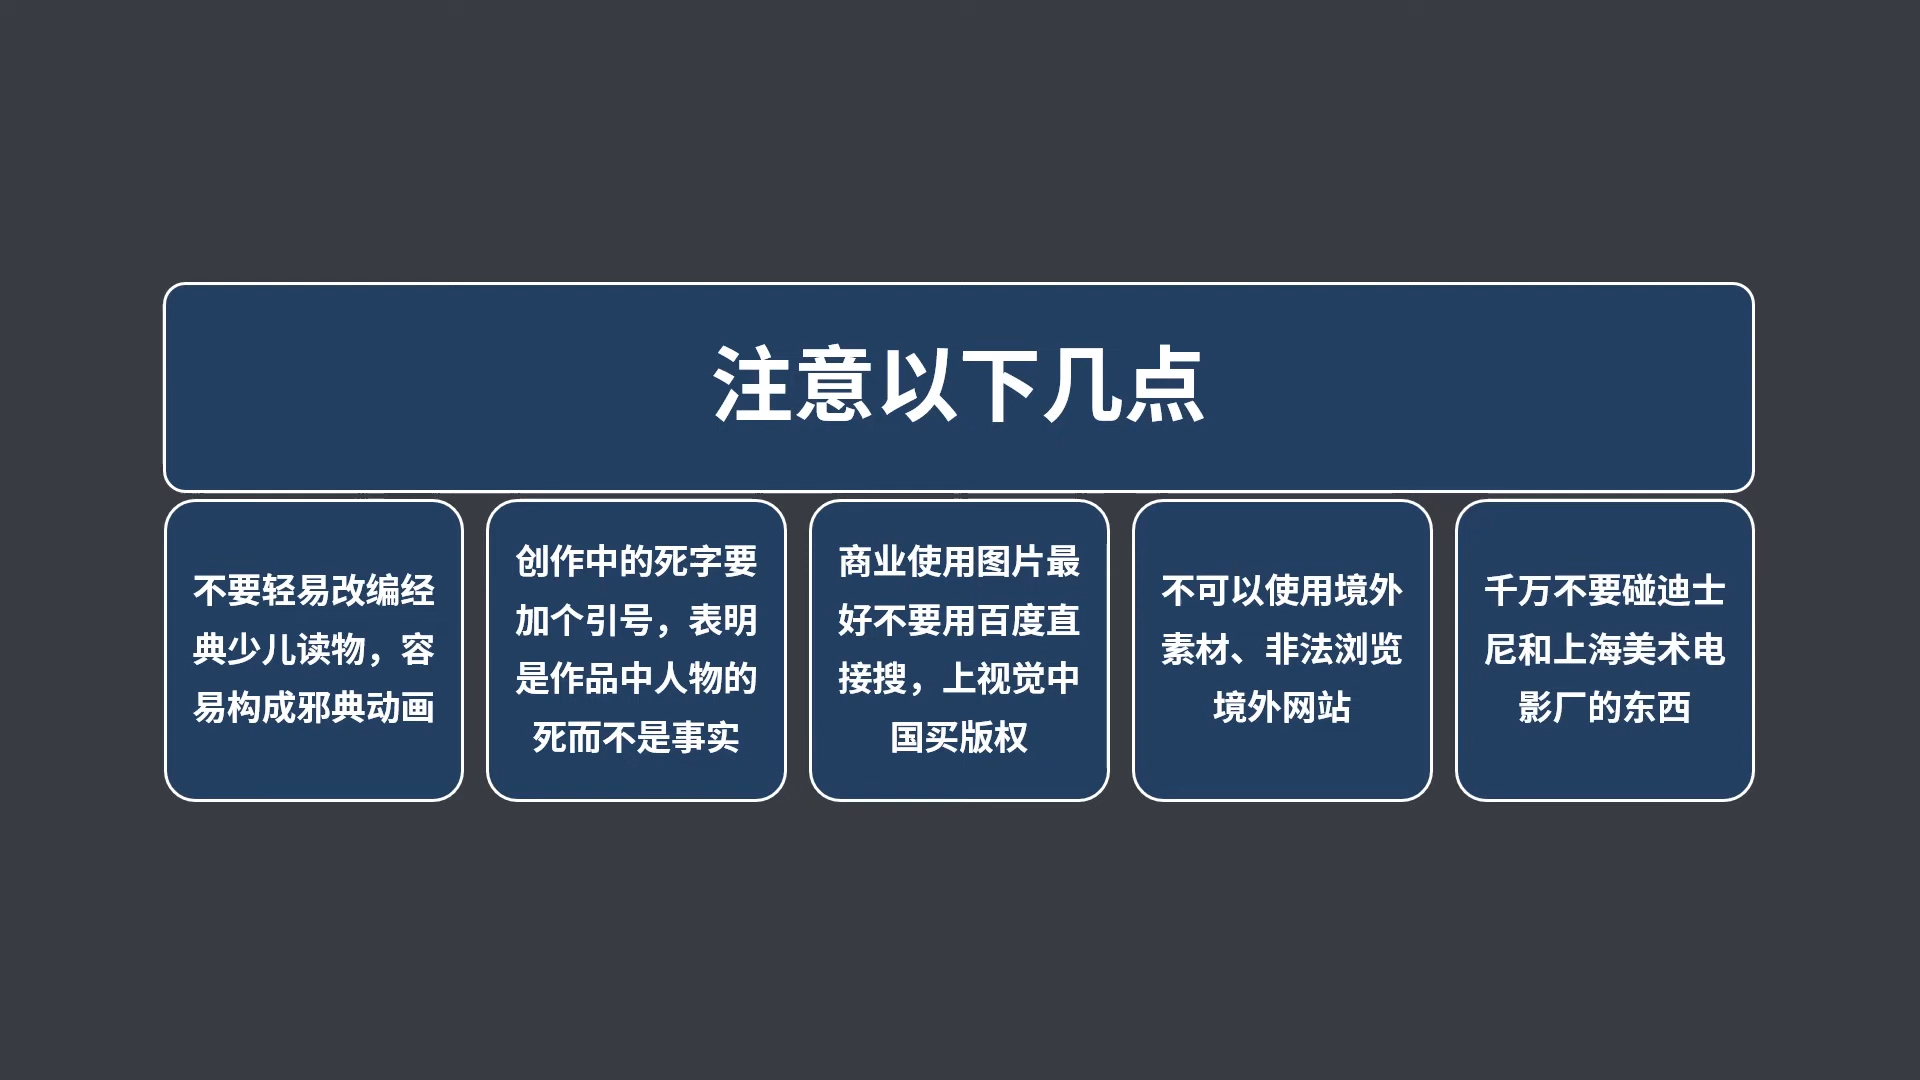 注意以下几点
不要轻易改编经
典少儿读物，容
易构成邪典动画
创作中的死字要
加个引号，表明
是作品中人物的
死而不是事实
商业使用图片最
好不要用百度直
接搜，上视觉中
国买版权
不可以使用境外
素材、非法浏览
境外网站
千万不要碰迪士
尼和上海美术电
影厂的东西